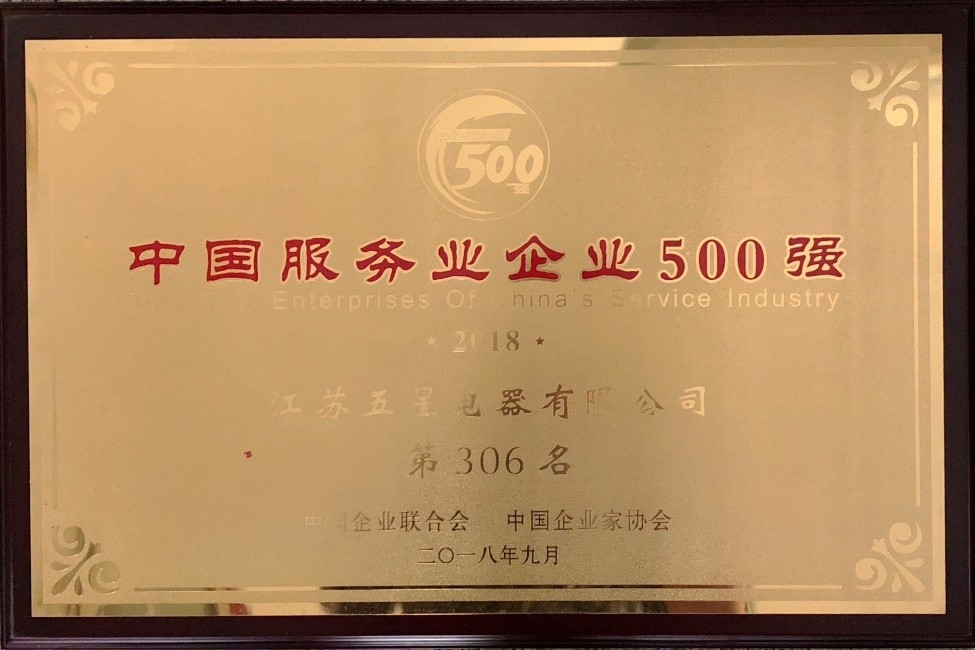 500
强
中国服务业企业500强
Enterprises Of China's Service Industry
★ 2018 ★
江苏五星电器有限公司
第306名
中国企业联合会 中国企业家协会
二〇一八年九月